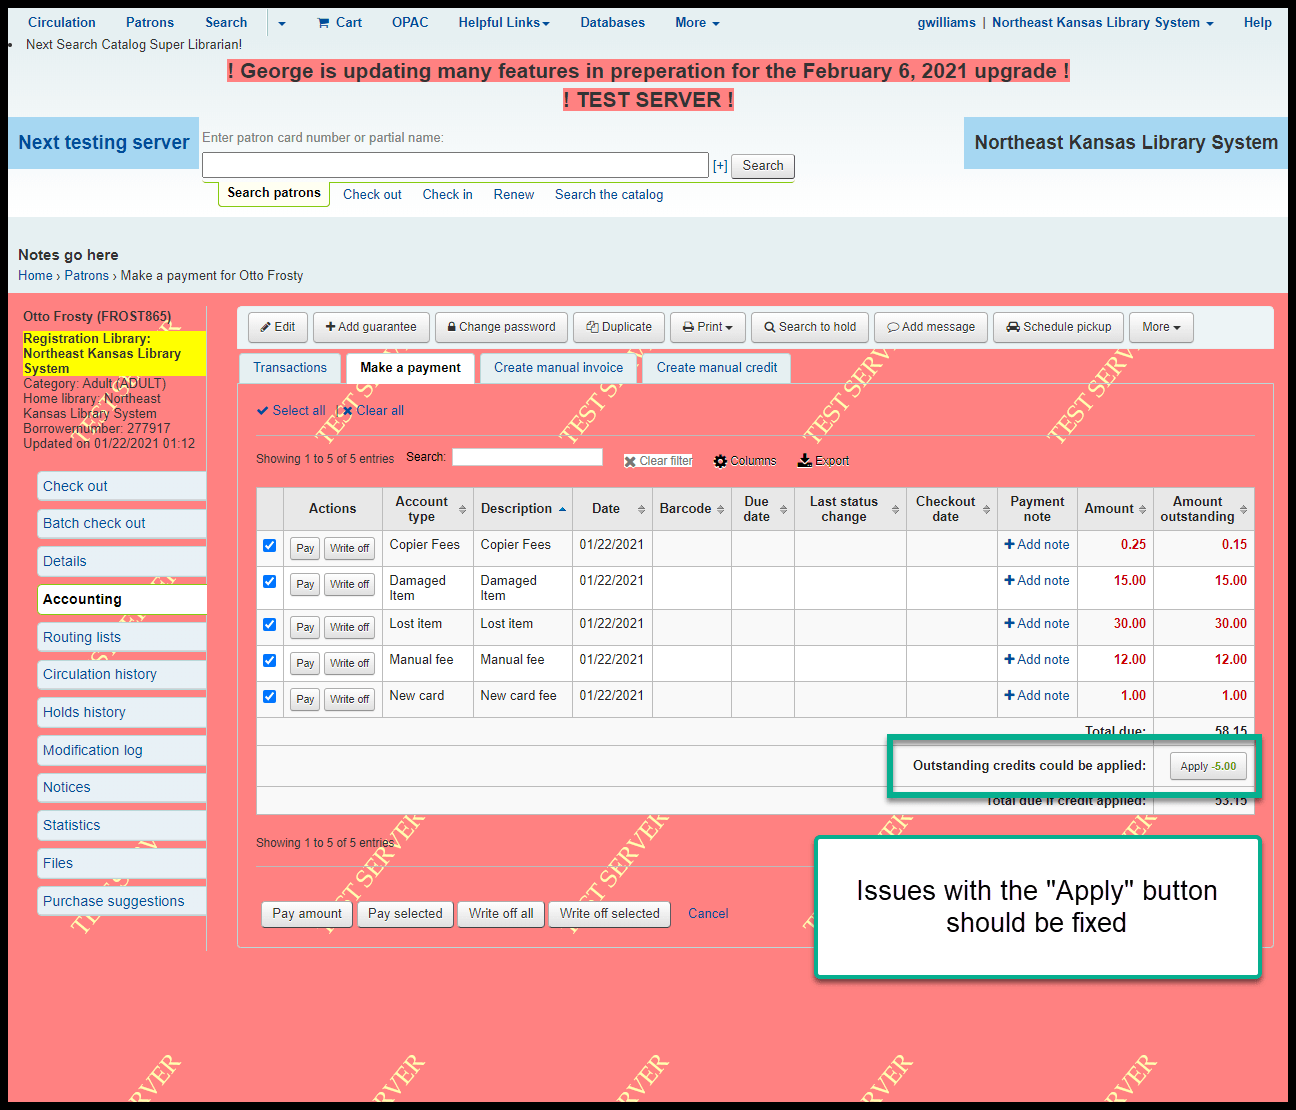 Circulation Patrons Search Cart OPAC Helpful Links Databases More gwilliams | Northeast Kansas Library System Help
Next Search Catalog Super Librarian!
! George is updating many features in preperation for the February 6, 2021 upgrade !
! TEST SERVER !
Next testing server
Enter patron card number or partial name:
Northeast Kansas Library System
[+] Search
Search patrons Check out Check in Renew Search the catalog
Notes go here
Home › Patrons › Make a payment for Otto Frosty
Otto Frosty (FROST865)
Registration Library:
Northeast Kansas Library
System
Category: Adult (ADULT)
Home library: Northeast
Kansas Library System
Borrowernumber: 277917
Updated on 01/22/2021 01:12
Check out
Batch check out
Details
Accounting
Routing lists
Circulation history
Holds history
Modification log
Notices
Statistics
Files
Purchase suggestions
Edit Add guarantee Change password Duplicate Print Search to hold Add message Schedule pickup More
Transactions Make a payment Create manual invoice Create manual credit
Select all | Clear all
Showing 1 to 5 of 5 entries Search: Clear filter Columns Export
Actions Account type Description Date Barcode Due date Last status change Checkout date Payment note Amount Amount outstanding
Pay Write off Copier Fees Copier Fees 01/22/2021 Add note 0.25 0.15
Pay Write off Damaged Item Damaged Item 01/22/2021 Add note 15.00 15.00
Pay Write off Lost item Lost item 01/22/2021 Add note 30.00 30.00
Pay Write off Manual fee Manual fee 01/22/2021 Add note 12.00 12.00
Pay Write off New card New card fee 01/22/2021 Add note 1.00 1.00
Total due: 58.15
Outstanding credits could be applied: Apply -5.00
Total due if credit applied: 53.15
Showing 1 to 5 of 5 entries
Pay amount Pay selected Write off all Write off selected Cancel
Issues with the "Apply" button
should be fixed
TEST SERVER
TEST SERVER
TEST SERVER
TEST SERVER